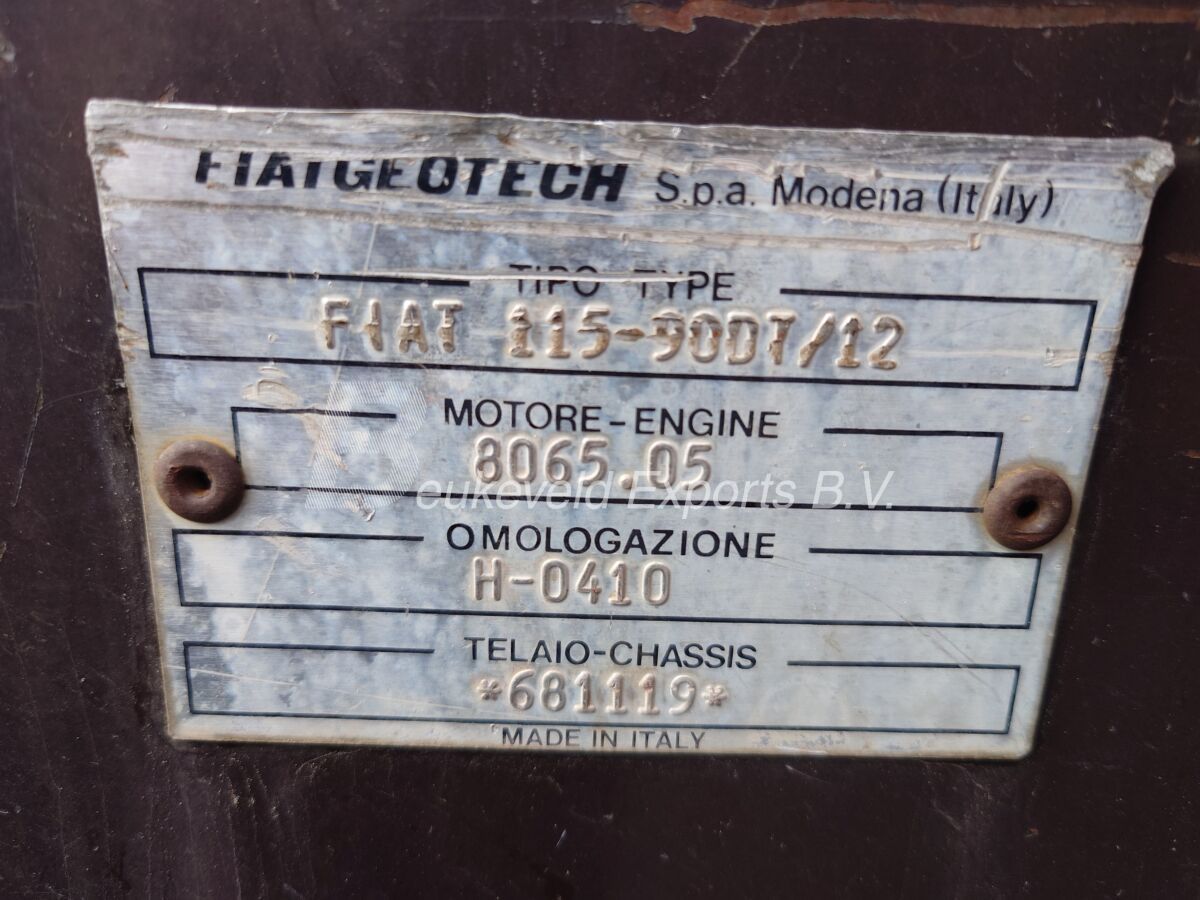 FIATGEOTECH S.p.a. Modena (Italy)
TIPO TYPE
FIAT 115-90DT/12
MOTORE-ENGINE
8065.05
Beukeveld Exports B.V.
OMOLOGAZIONE
H-0410
TELAIO-CHASSIS
*681119*
MADE IN ITALY